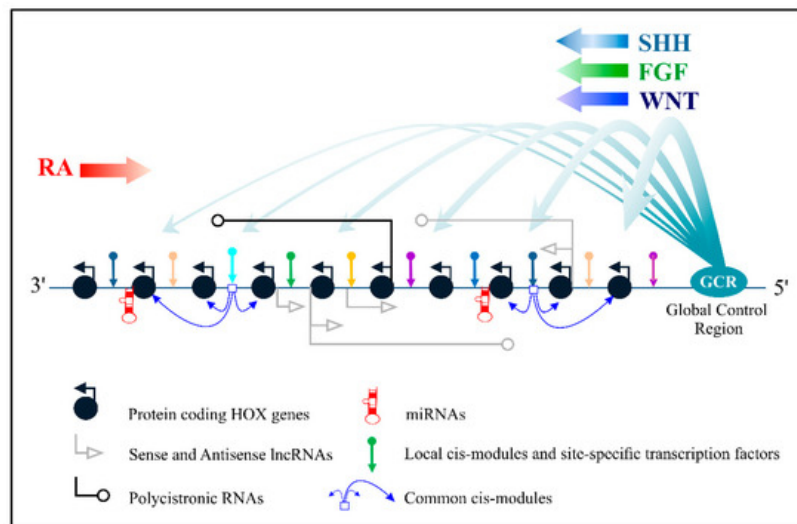 SHH
FGF
WNT
RA
3'
GCR
5'
Global Control
Region
Protein coding HOX genes
miRNAs
Sense and Antisense lncRNAs
Local cis-modules and site-specific transcription factors
Polycistronic RNAs
Common cis-modules